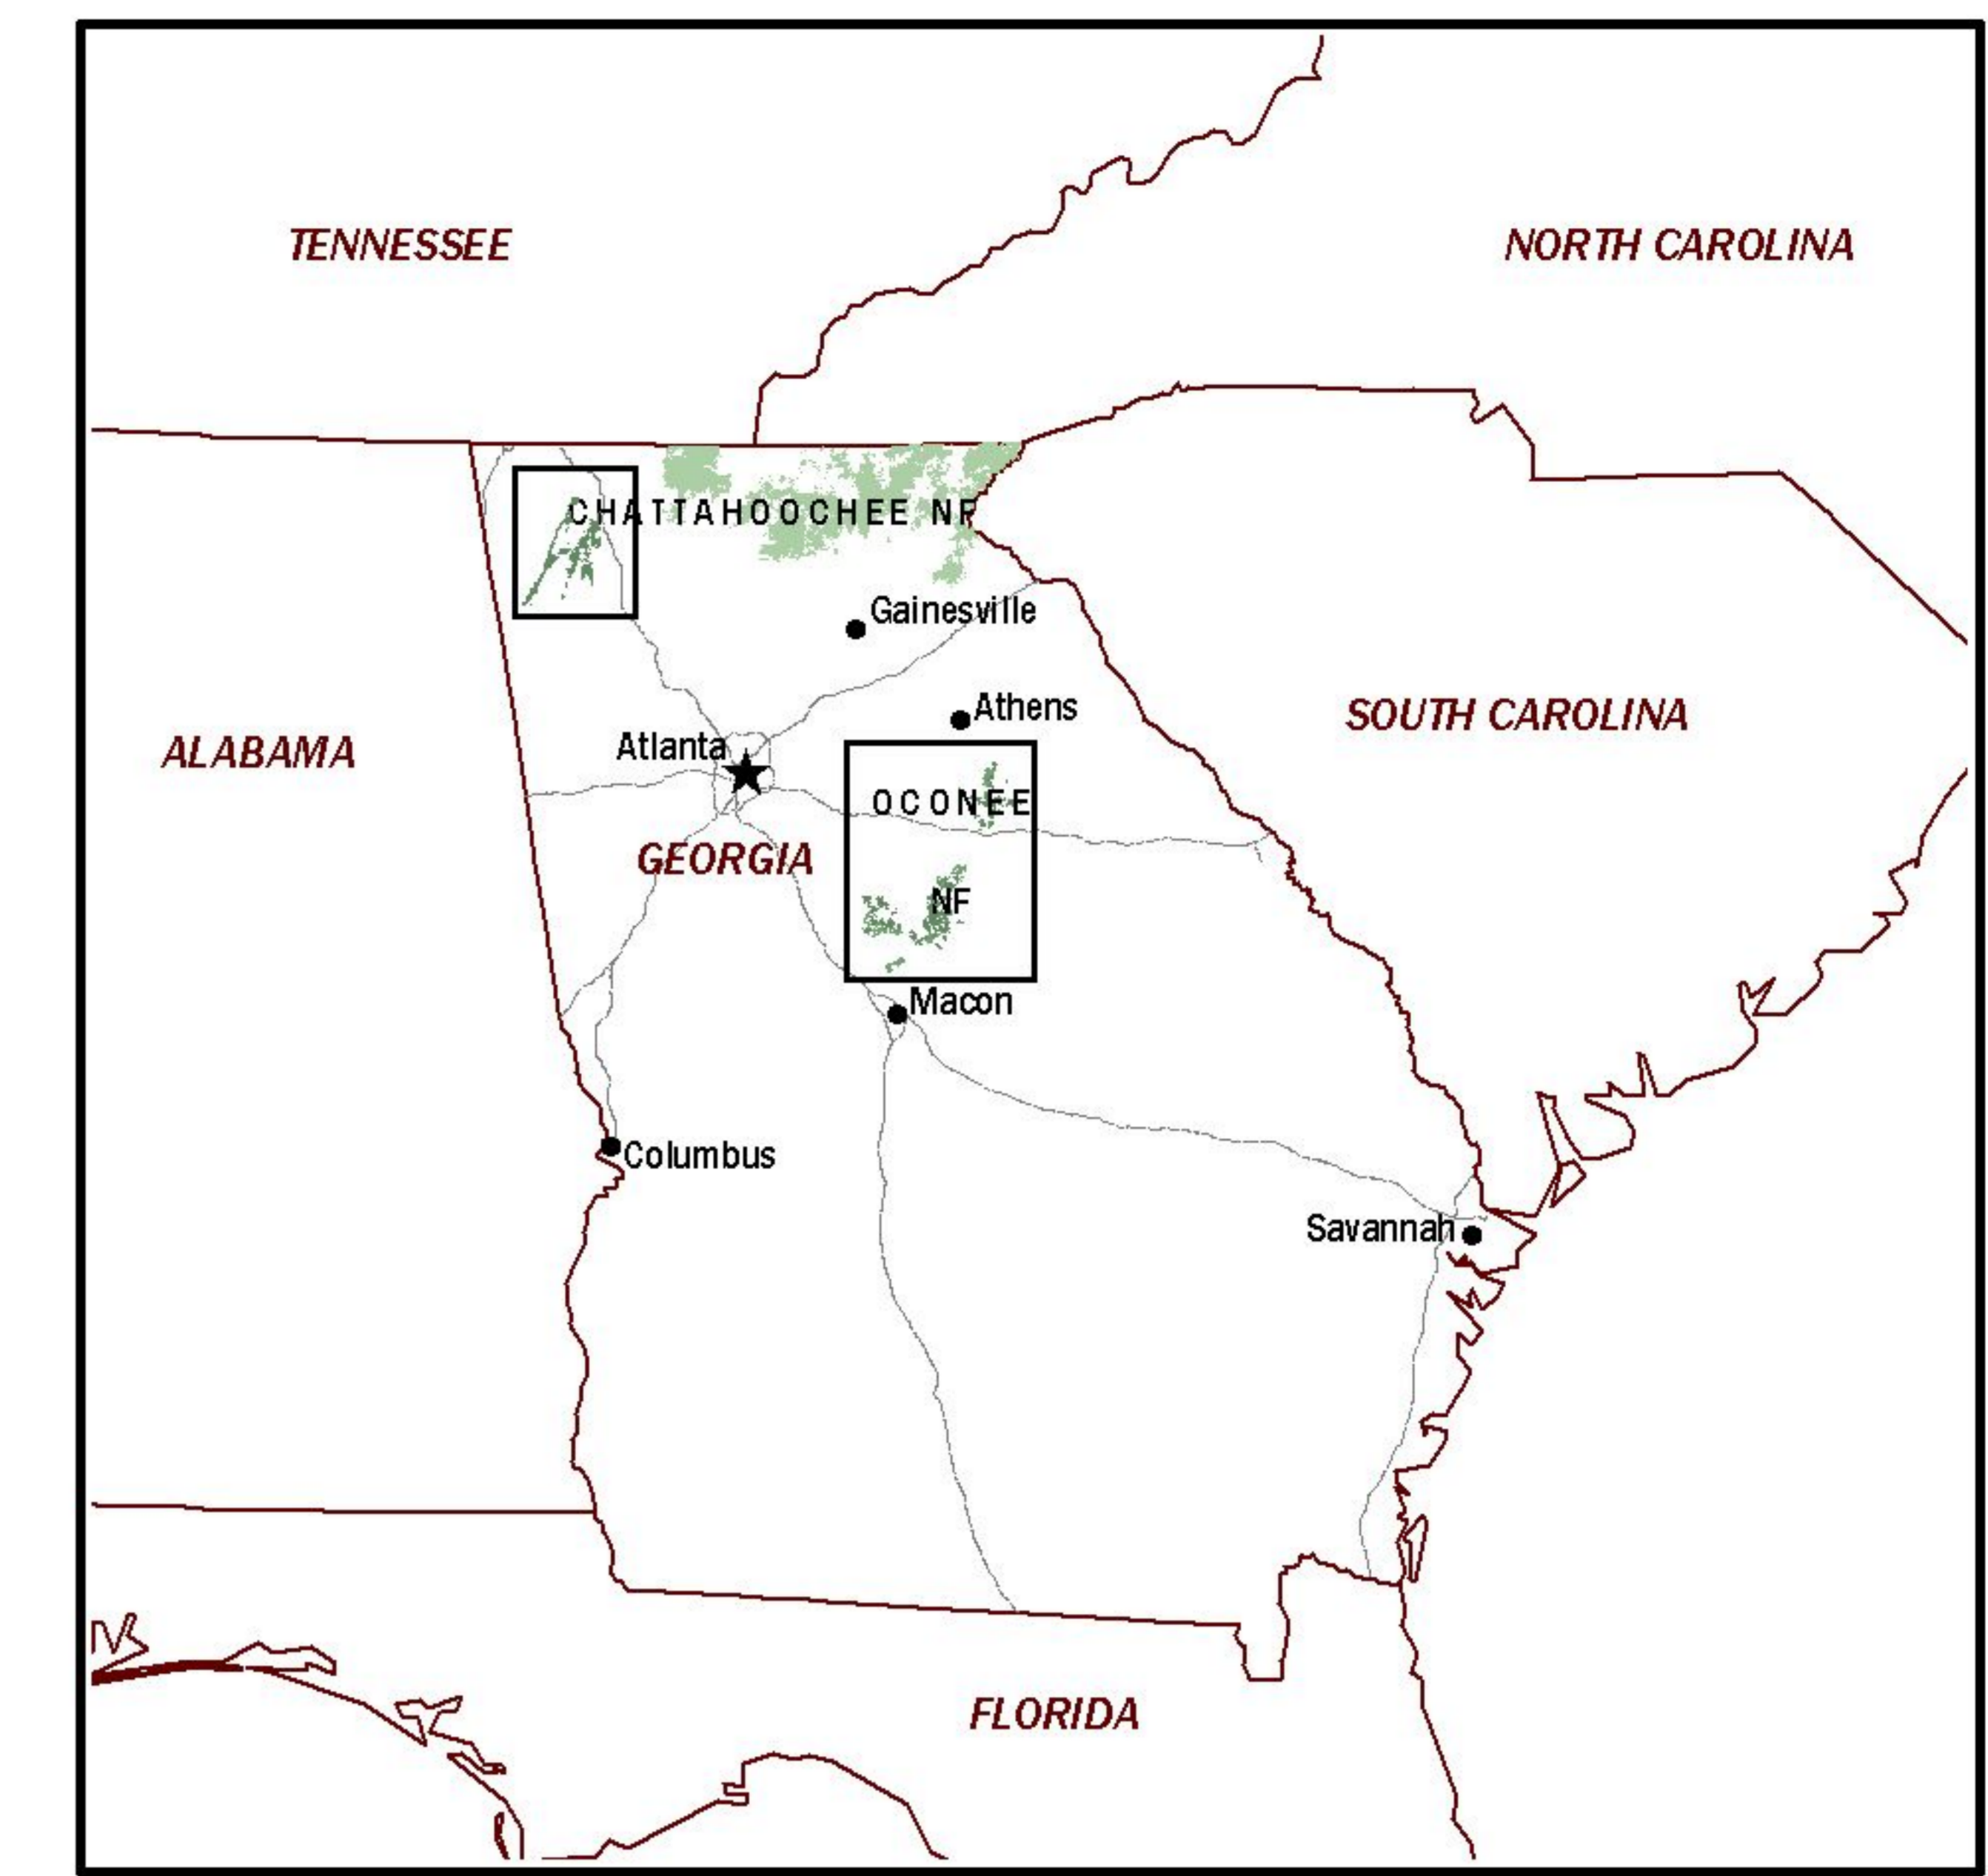 TENNESSEE
NORTH CAROLINA
CHATTAHOOCHEE NF
Gainesville
Athens
SOUTH CAROLINA
Atlanta
ALABAMA
OCONEE
GEORGIA
NF
Macon
Columbus
Savannah
FLORIDA